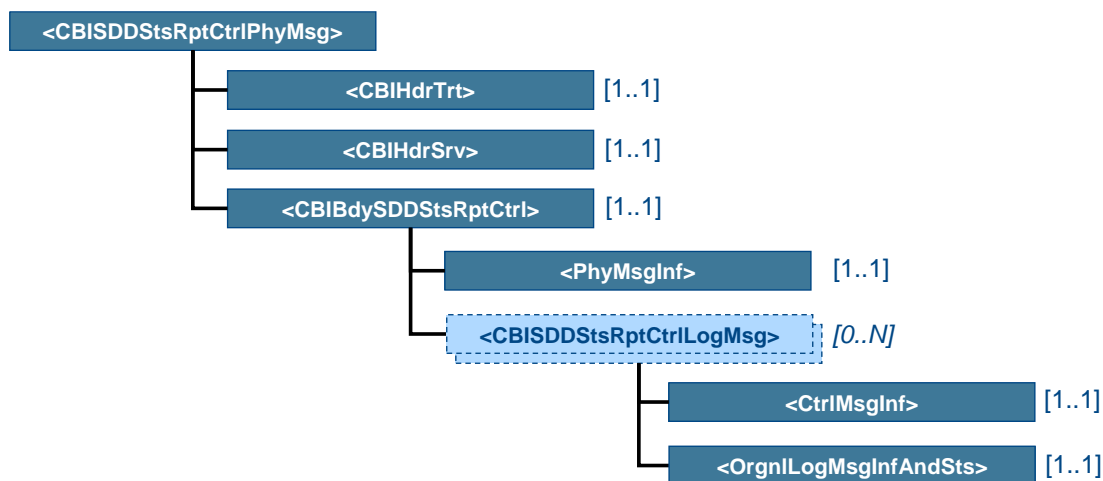 <CBISDDStsRptCtrlPhyMsg>
<CBIHdrTrt> [1..1]
<CBIHdrSrv> [1..1]
<CBIBdySDDStsRptCtrl> [1..1]
<PhyMsgInf> [1..1]
<CBISDDStsRptCtrlLogMsg> [0..N]
<CtrlMsgInf> [1..1]
<OrgnlLogMsgInfAndSts> [1..1]